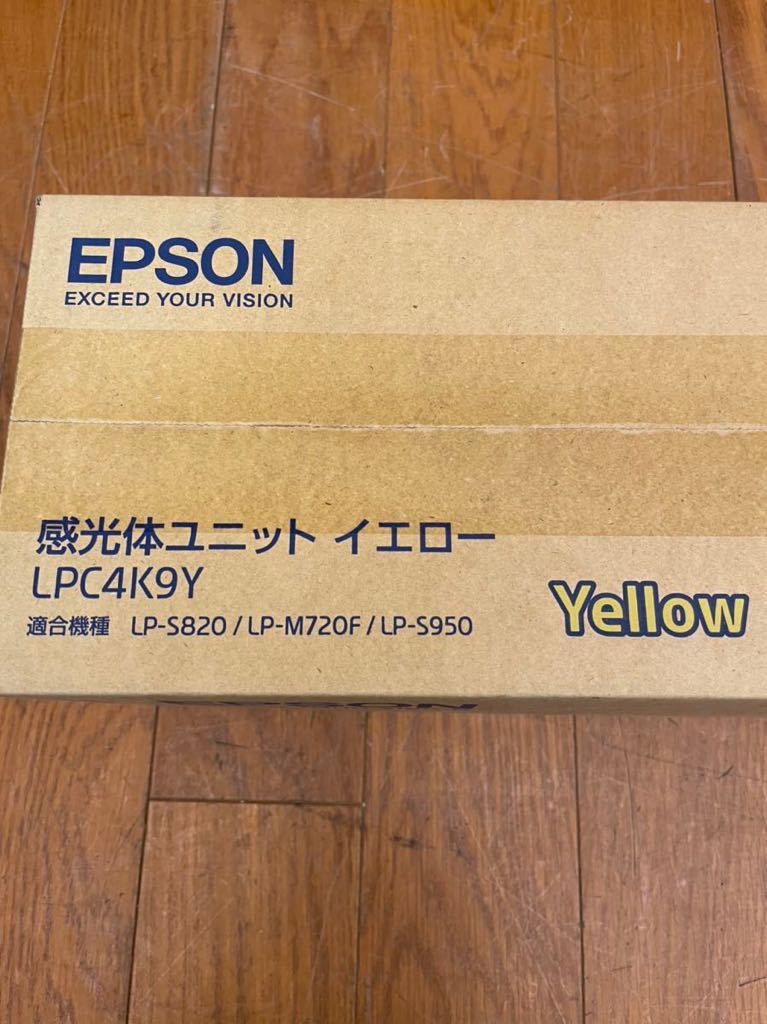 EPSON
EXCEED YOUR VISION
感光体ユニット イエロー
LPC4K9Y
適合機種 LP-S820 / LP-M720F / LP-S950
Yellow
EPSON